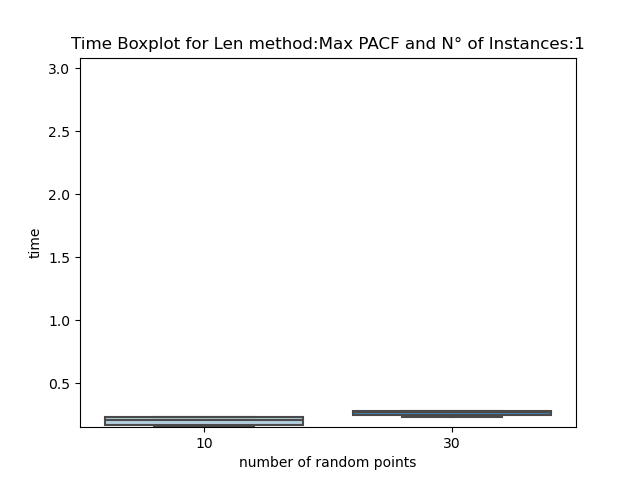 Time Boxplot for Len method:Max PACF and N° of Instances:1
3.0
2.5
2.0
1.5
1.0
0.5
time
10
30
number of random points